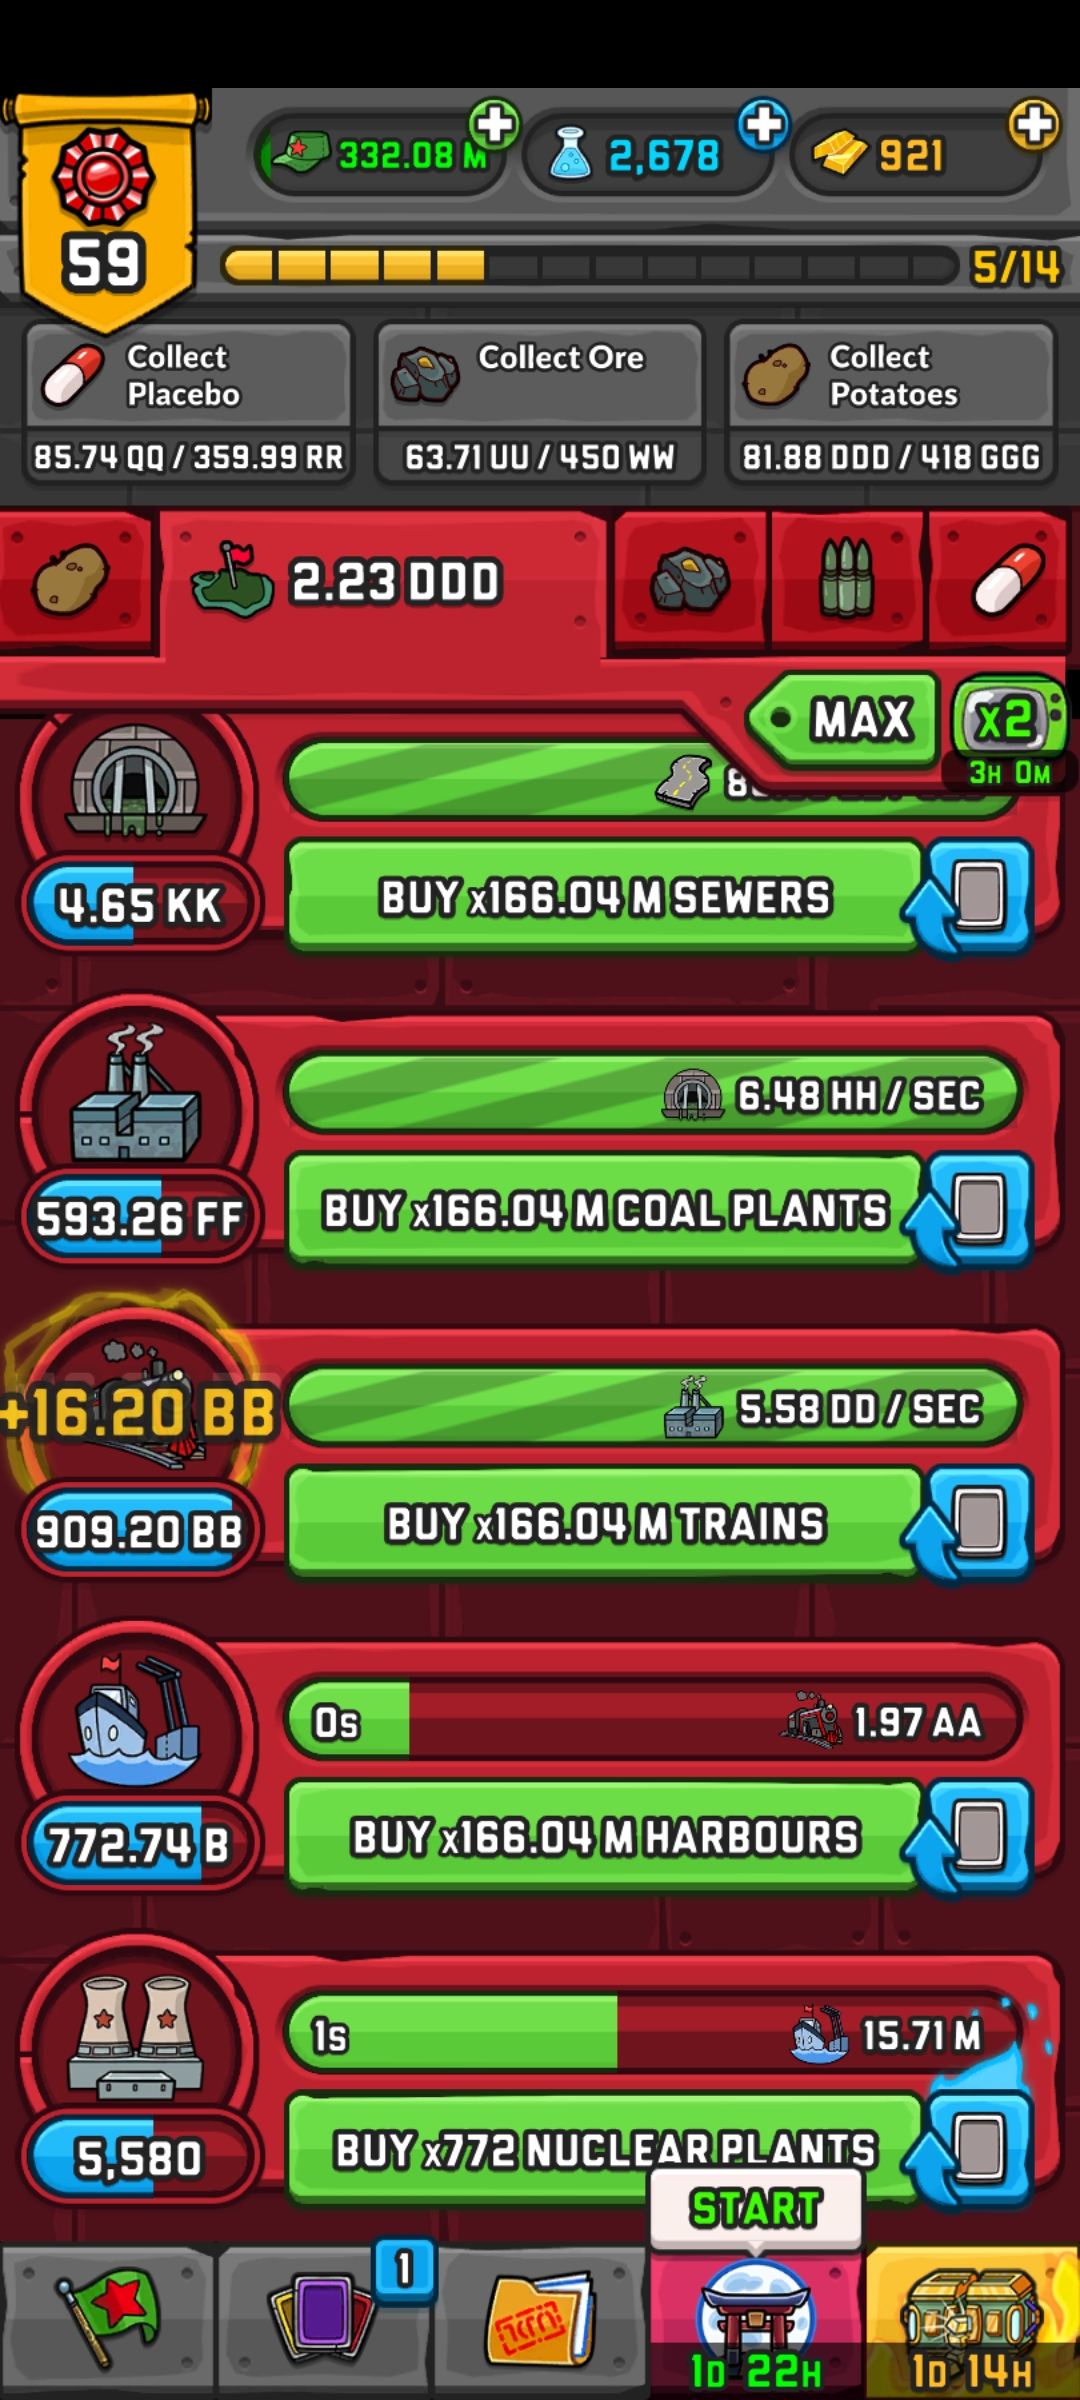 332.08 M
2,678
921
59
5/14
Collect
Placebo
85.74 QQ / 359.99 RR
Collect Ore
63.71 UU / 450 WW
Collect
Potatoes
81.88 DDD / 418 GGG
2.23 DDD
MAX
x2
3H 0M
4.65 KK
BUY x166.04 M SEWERS
6.48 HH / SEC
593.26 FF
BUY x166.04 M COAL PLANTS
+16.20 BB
5.58 DD / SEC
909.20 BB
BUY x166.04 M TRAINS
0s
1.97 AA
772.74 B
BUY x166.04 M HARBOURS
1s
15.71 M
5,580
BUY x772 NUCLEAR PLANTS
START
1
1D 22H
1D 14H